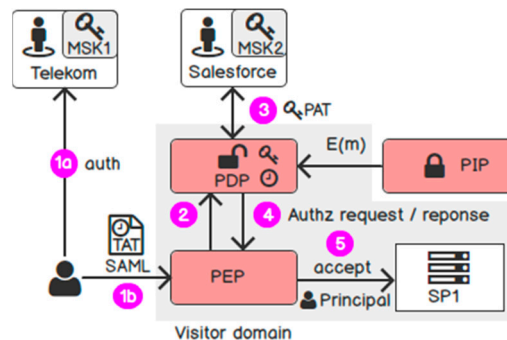 MSK1
Telekom
MSK2
Salesforce
3 PAT
1a auth
E(m)
PDP
PIP
2
4 Authz request / reponse
TAT
SAML
1b
PEP
5
accept
Principal
SP1
Visitor domain